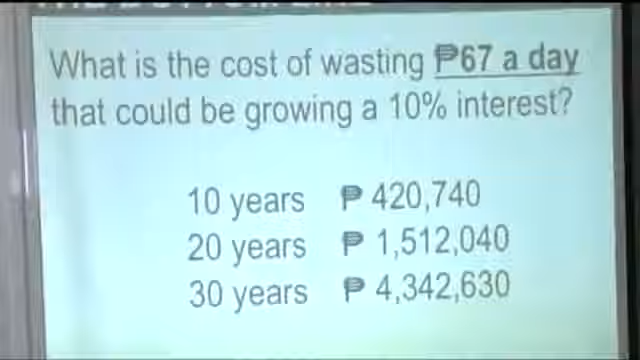 What is the cost of wasting ₱67 a day
that could be growing a 10% interest?
10 years ₱ 420,740
20 years ₱ 1,512,040
30 years ₱ 4,342,630